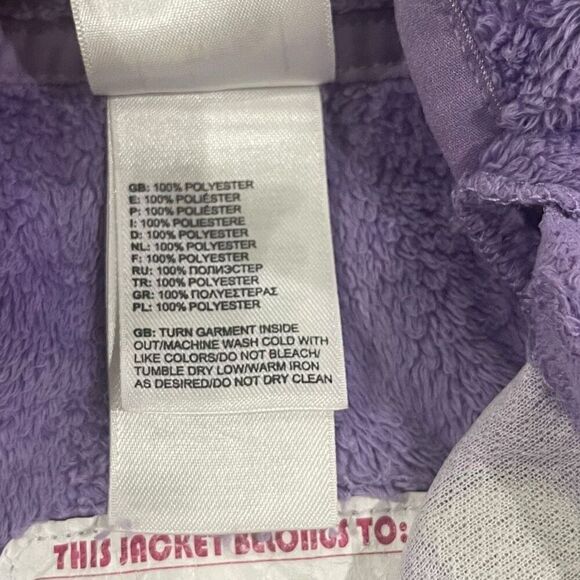 GB: 100% POLYESTER
E: 100% POLIÉSTER
P: 100% POLIÉSTER
I: 100% POLIESTERE
D: 100% POLYESTER
NL: 100% POLYESTER
F: 100% POLYESTER
RU: 100% ПОЛИЭСТЕР
TR: 100% POLYESTER
GR: 100% ΠΟΛΥΕΣΤΕΡΑΣ
PL: 100% POLYESTER
GB: TURN GARMENT INSIDE
OUT/MACHINE WASH COLD WITH
LIKE COLORS/DO NOT BLEACH/
TUMBLE DRY LOW/WARM IRON
AS DESIRED/DO NOT DRY CLEAN
THIS JACKET BELONGS TO: